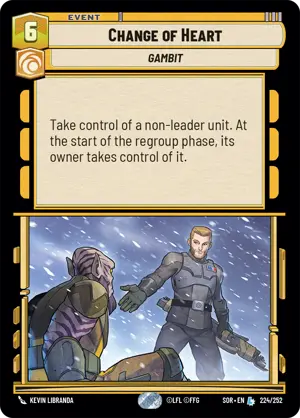 EVENT
6
CHANGE OF HEART
GAMBIT
Take control of a non-leader unit. At
the start of the regroup phase, its
owner takes control of it.
KEVIN LIBRANDA
©LFL ©FFG
SOR • EN
224/252